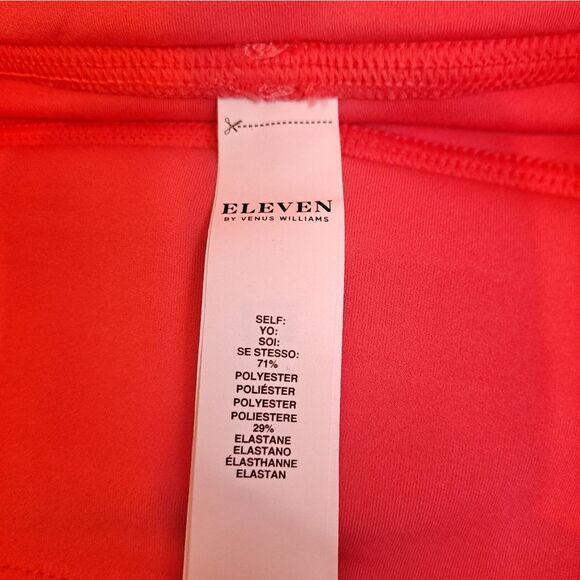 ELEVEN
BY VENUS WILLIAMS
SELF:
YO:
SOI:
SE STESSO:
71%
POLYESTER
POLIÉSTER
POLYESTER
POLIESTERE
29%
ELASTANE
ELASTANO
ÉLASTHANNE
ELASTAN